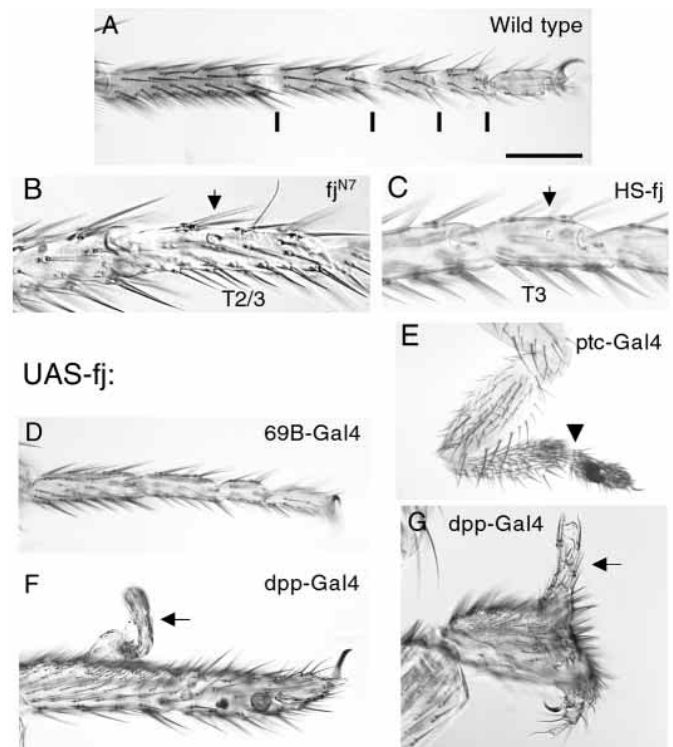 A
Wild type
B
fjN7
C
HS-fj
T2/3
T3
E
ptc-Gal4
UAS-fj:
D
69B-Gal4
G
dpp-Gal4
F
dpp-Gal4